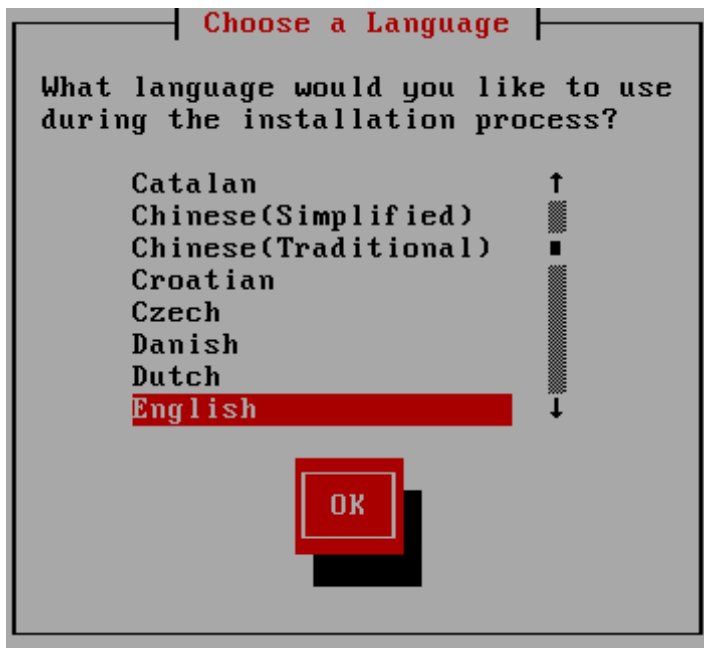 Choose a Language
What language would you like to use
during the installation process?
Catalan
Chinese(Simplified)
Chinese(Traditional)
Croatian
Czech
Danish
Dutch
English
OK